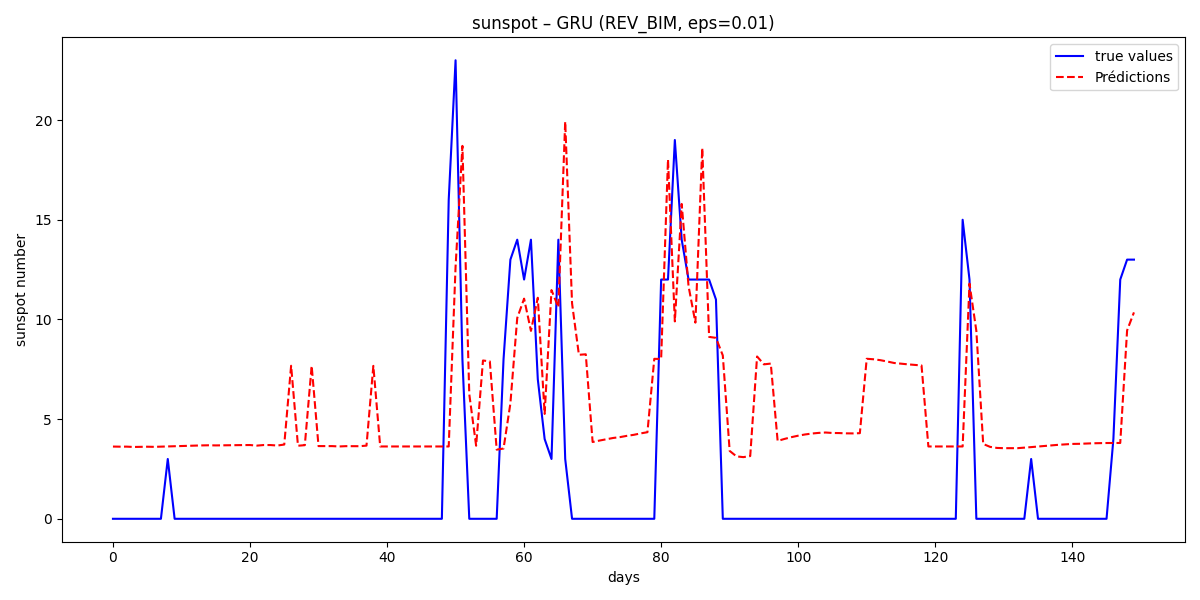 sunspot – GRU (REV_BIM, eps=0.01)
true values
Prédictions
sunspot number
20
15
10
5
0
0 20 40 60 80 100 120 140
days